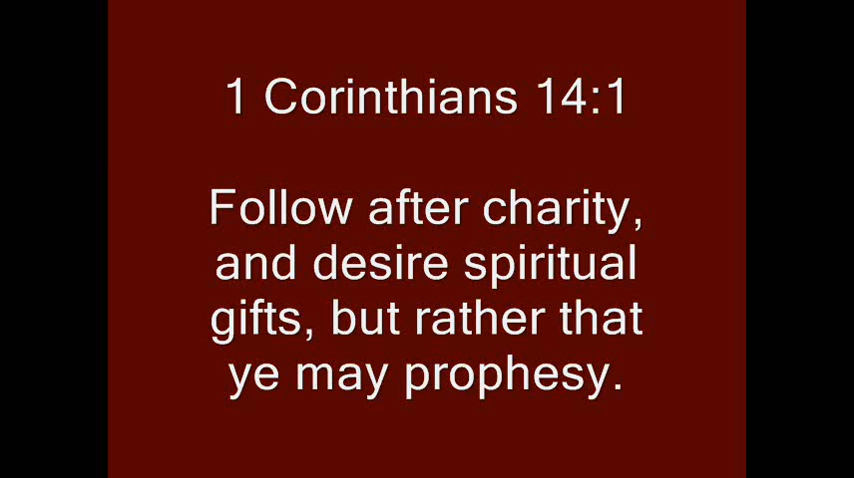 1 Corinthians 14:1
Follow after charity,
and desire spiritual
gifts, but rather that
ye may prophesy.